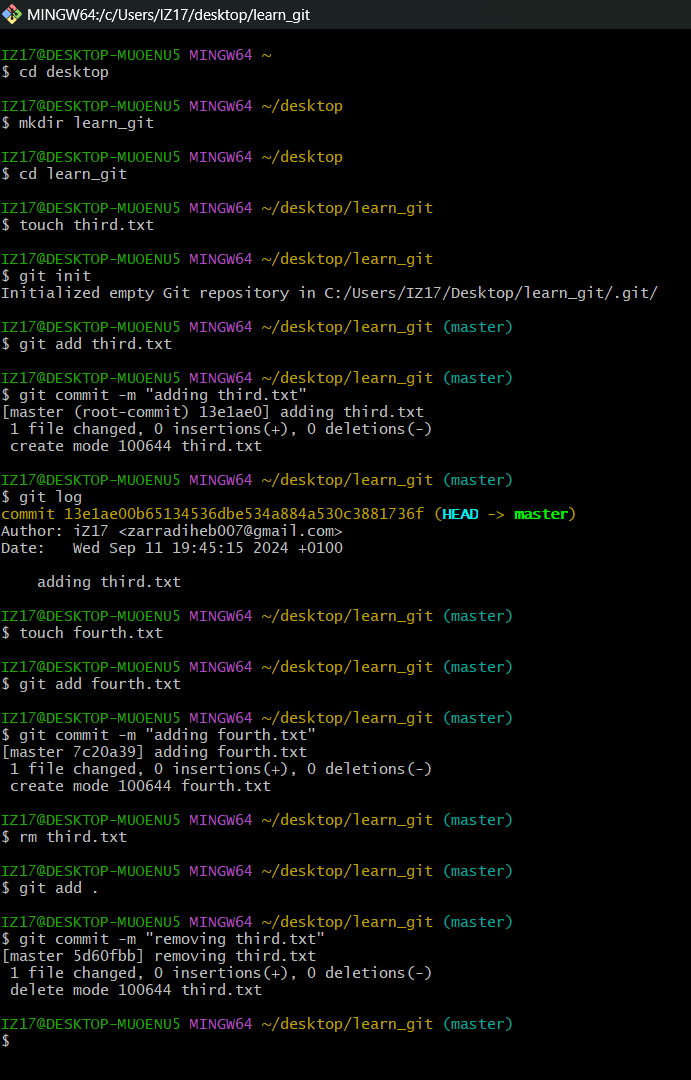 MINGW64:/c/Users/IZ17/desktop/learn_git
IZ17@DESKTOP-MUOENU5 MINGW64 ~
$ cd desktop
IZ17@DESKTOP-MUOENU5 MINGW64 ~/desktop
$ mkdir learn_git
IZ17@DESKTOP-MUOENU5 MINGW64 ~/desktop
$ cd learn_git
IZ17@DESKTOP-MUOENU5 MINGW64 ~/desktop/learn_git
$ touch third.txt
IZ17@DESKTOP-MUOENU5 MINGW64 ~/desktop/learn_git
$ git init
Initialized empty Git repository in C:/Users/IZ17/Desktop/learn_git/.git/
IZ17@DESKTOP-MUOENU5 MINGW64 ~/desktop/learn_git (master)
$ git add third.txt
IZ17@DESKTOP-MUOENU5 MINGW64 ~/desktop/learn_git (master)
$ git commit -m "adding third.txt"
[master (root-commit) 13e1ae0] adding third.txt
 1 file changed, 0 insertions(+), 0 deletions(-)
 create mode 100644 third.txt
IZ17@DESKTOP-MUOENU5 MINGW64 ~/desktop/learn_git (master)
$ git log
commit 13e1ae00b65134536dbe534a884a530c3881736f (HEAD -> master)
Author: iZ17 <zarradiheb007@gmail.com>
Date:   Wed Sep 11 19:45:15 2024 +0100
    adding third.txt
IZ17@DESKTOP-MUOENU5 MINGW64 ~/desktop/learn_git (master)
$ touch fourth.txt
IZ17@DESKTOP-MUOENU5 MINGW64 ~/desktop/learn_git (master)
$ git add fourth.txt
IZ17@DESKTOP-MUOENU5 MINGW64 ~/desktop/learn_git (master)
$ git commit -m "adding fourth.txt"
[master 7c20a39] adding fourth.txt
 1 file changed, 0 insertions(+), 0 deletions(-)
 create mode 100644 fourth.txt
IZ17@DESKTOP-MUOENU5 MINGW64 ~/desktop/learn_git (master)
$ rm third.txt
IZ17@DESKTOP-MUOENU5 MINGW64 ~/desktop/learn_git (master)
$ git add .
IZ17@DESKTOP-MUOENU5 MINGW64 ~/desktop/learn_git (master)
$ git commit -m "removing third.txt"
[master 5d60fbb] removing third.txt
 1 file changed, 0 insertions(+), 0 deletions(-)
 delete mode 100644 third.txt
IZ17@DESKTOP-MUOENU5 MINGW64 ~/desktop/learn_git (master)
$